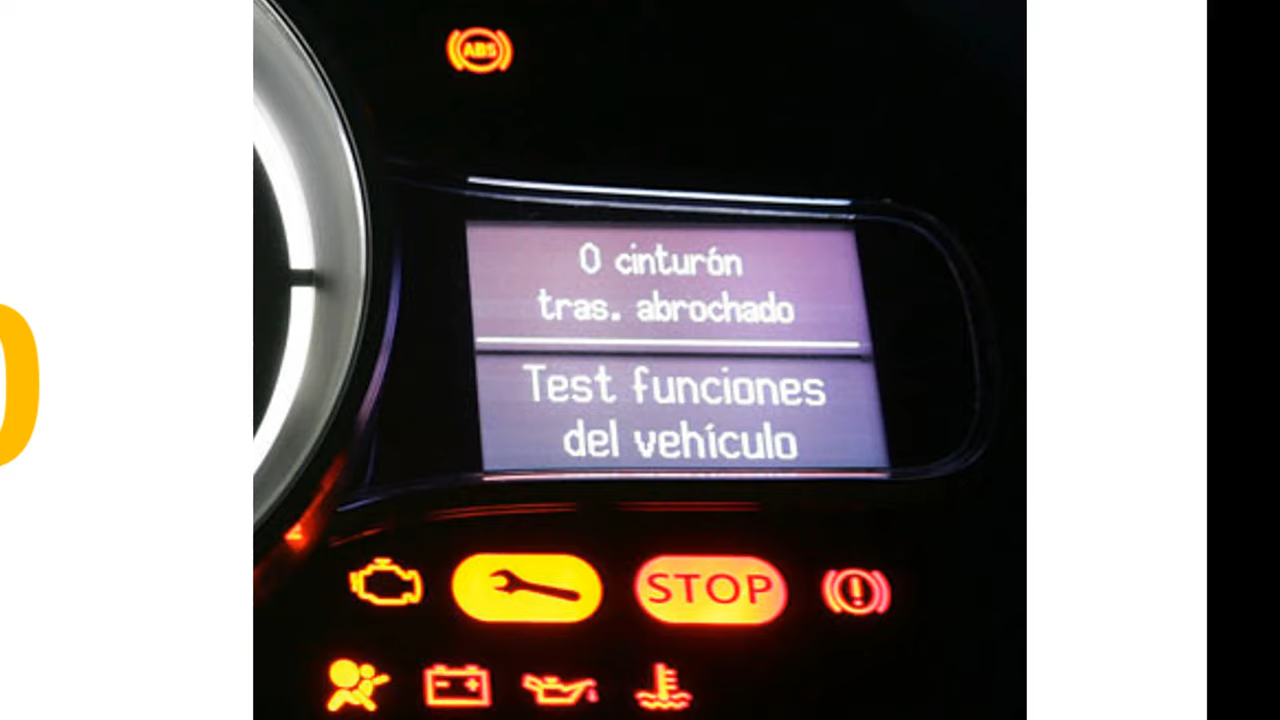 ABS
0 cinturón
tras. abrochado
Test funciones
del vehículo
STOP